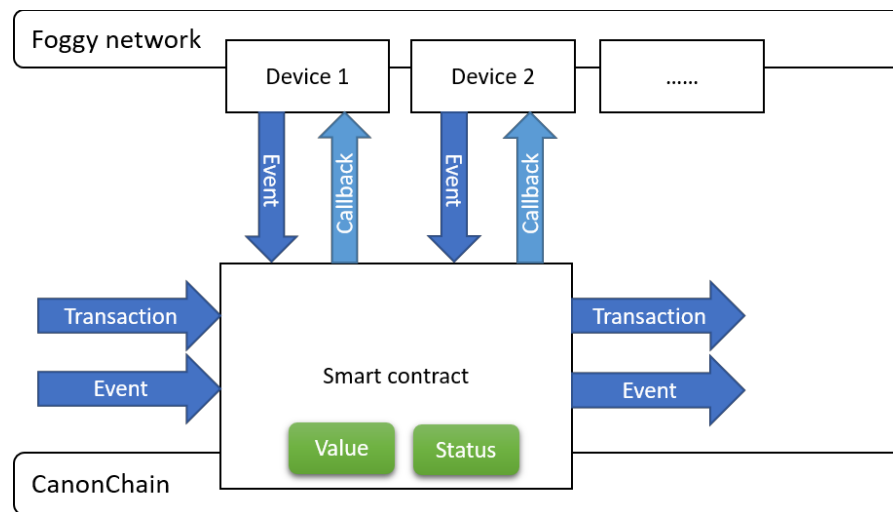 Foggy network
Device 1
Device 2
......
Event
Callback
Event
Callback
Transaction
Transaction
Smart contract
Event
Event
Value
Status
CanonChain